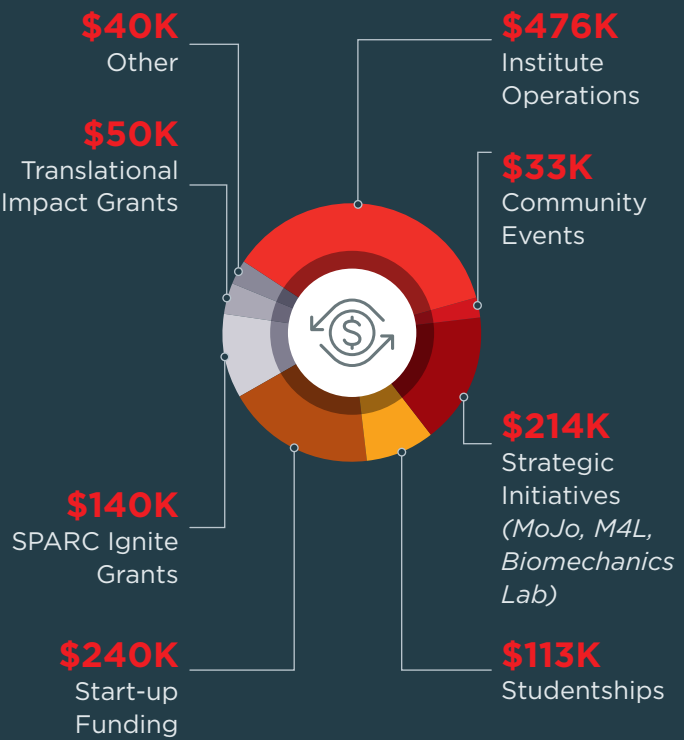 $40K
Other
$50K
Translational
Impact Grants
$140K
SPARC Ignite
Grants
$240K
Start-up
Funding
$476K
Institute
Operations
$33K
Community
Events
$214K
Strategic
Initiatives
(MoJo, M4L,
Biomechanics
Lab)
$113K
Studentships
$